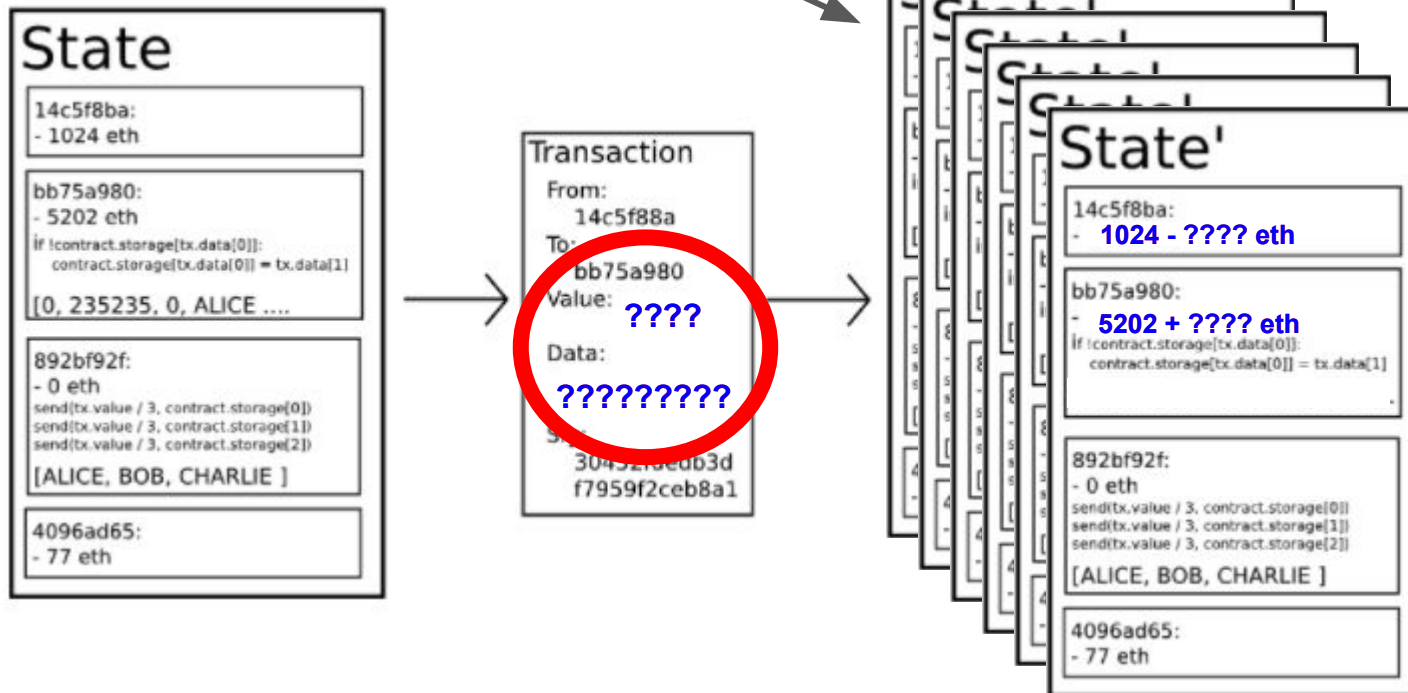 State
14c5f8ba:
- 1024 eth
bb75a980:
- 5202 eth
if !contract.storage[tx.data[0]]:
contract.storage[tx.data[0]] = tx.data[1]
[0, 235235, 0, ALICE ....
892bf92f:
- 0 eth
send(tx.value / 3, contract.storage[0])
send(tx.value / 3, contract.storage[1])
send(tx.value / 3, contract.storage[2])
[ALICE, BOB, CHARLIE ]
4096ad65:
- 77 eth
Transaction
From:
14c5f88a
To:
bb75a980
Value:
????
Data:
?????????
f7959f2ceb8a1
State'
14c5f8ba:
- 1024 - ???? eth
bb75a980:
- 5202 + ???? eth
if !contract.storage[tx.data[0]]:
contract.storage[tx.data[0]] = tx.data[1]
892bf92f:
- 0 eth
send(tx.value / 3, contract.storage[0])
send(tx.value / 3, contract.storage[1])
send(tx.value / 3, contract.storage[2])
[ALICE, BOB, CHARLIE ]
4096ad65:
- 77 eth